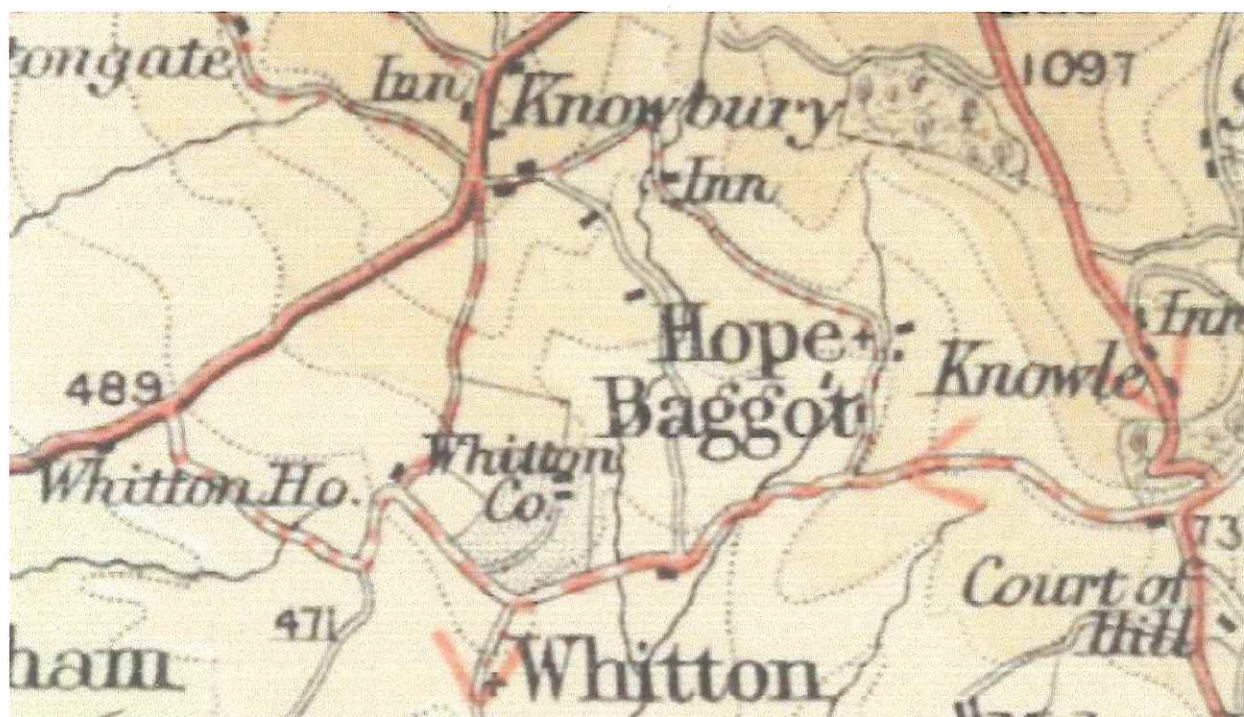 ongate
Inn
Knowbury
1097
Inn
Hope
Baggot
Inn
Knowle
489
Whitton Ho.
Whitton
Co.
73
Court of
Hill
471
ham
Whitton